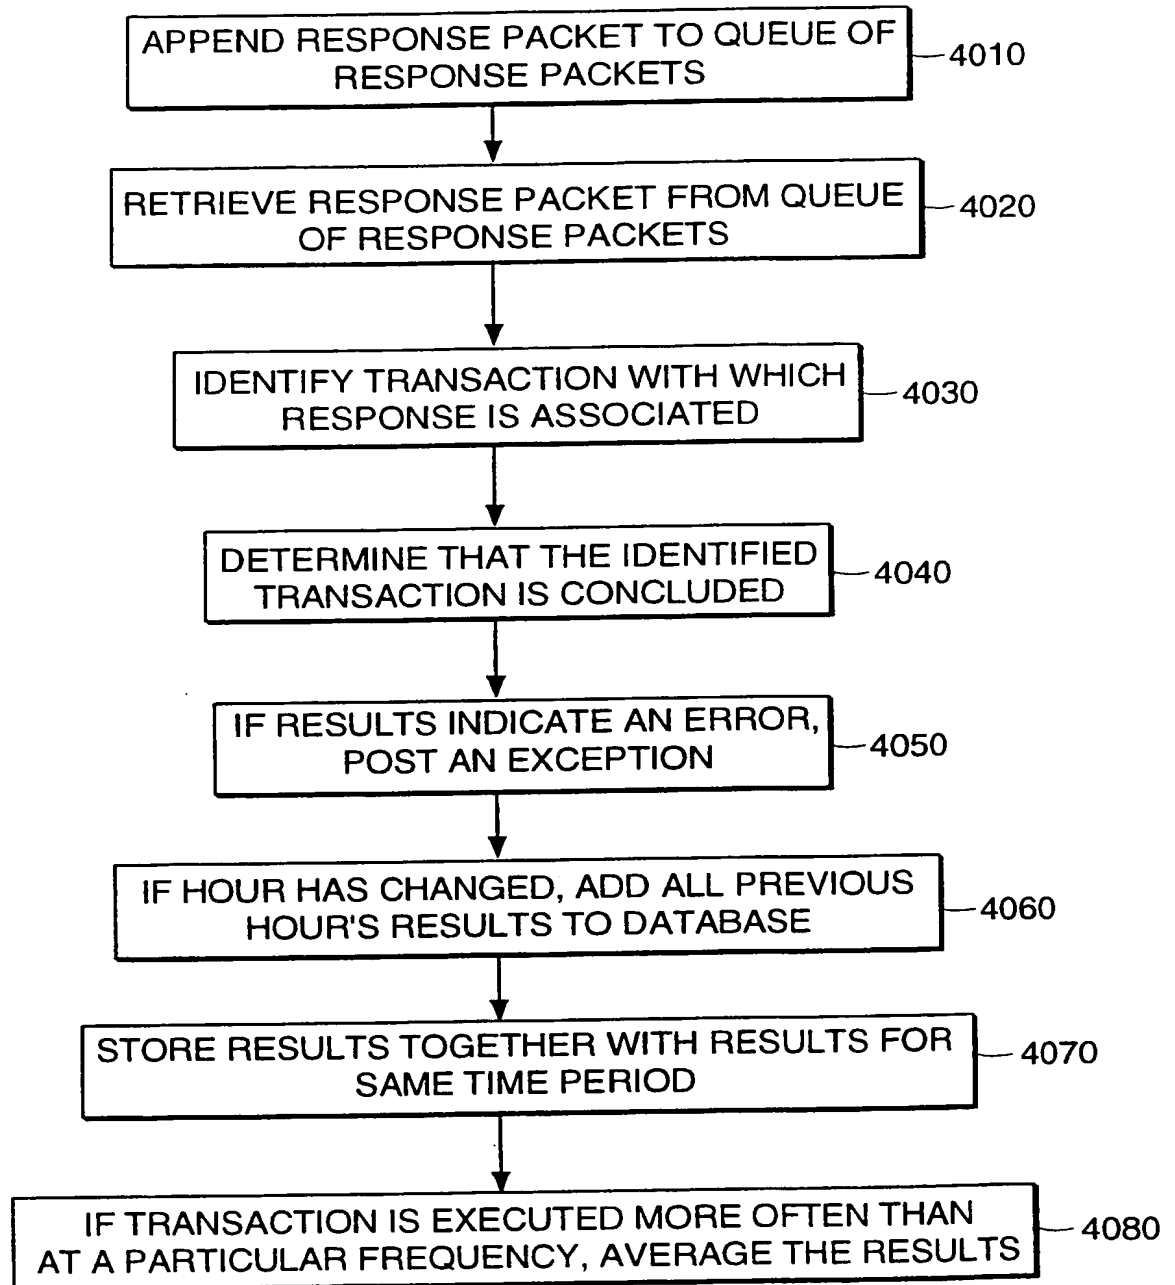 APPEND RESPONSE PACKET TO QUEUE OF
RESPONSE PACKETS
4010
RETRIEVE RESPONSE PACKET FROM QUEUE
OF RESPONSE PACKETS
4020
IDENTIFY TRANSACTION WITH WHICH
RESPONSE IS ASSOCIATED
4030
DETERMINE THAT THE IDENTIFIED
TRANSACTION IS CONCLUDED
4040
IF RESULTS INDICATE AN ERROR,
POST AN EXCEPTION
4050
IF HOUR HAS CHANGED, ADD ALL PREVIOUS
HOUR'S RESULTS TO DATABASE
4060
STORE RESULTS TOGETHER WITH RESULTS FOR
SAME TIME PERIOD
4070
IF TRANSACTION IS EXECUTED MORE OFTEN THAN
AT A PARTICULAR FREQUENCY, AVERAGE THE RESULTS
4080